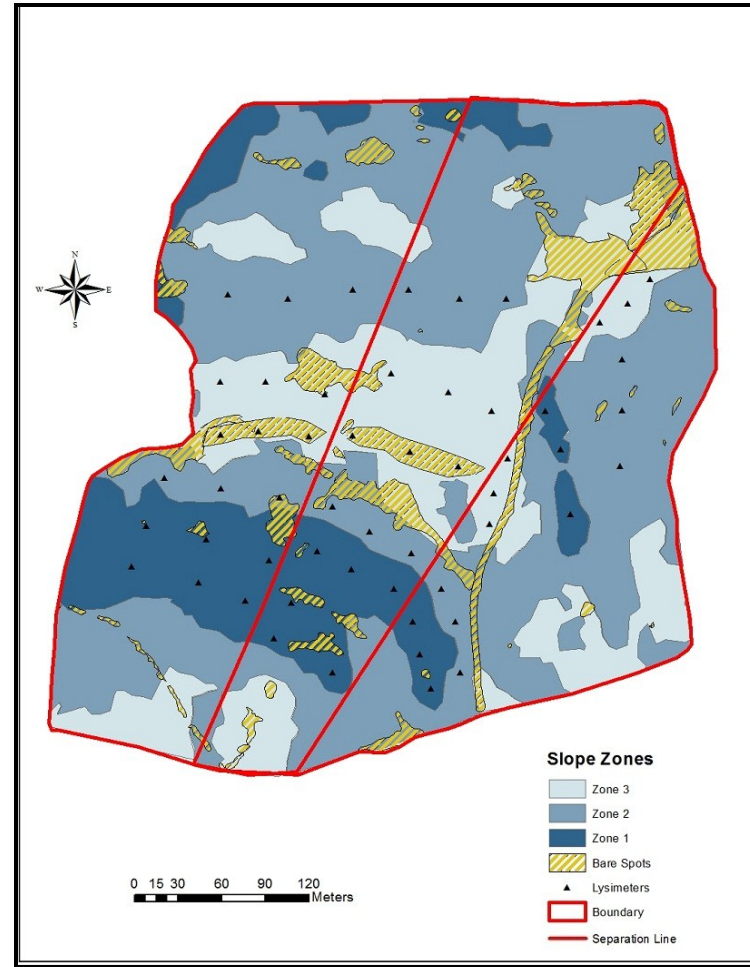 N
W E
S
Slope Zones
Zone 3
Zone 2
Zone 1
Bare Spots
Lysimeters
Boundary
Separation Line
0 15 30 60 90 120
Meters